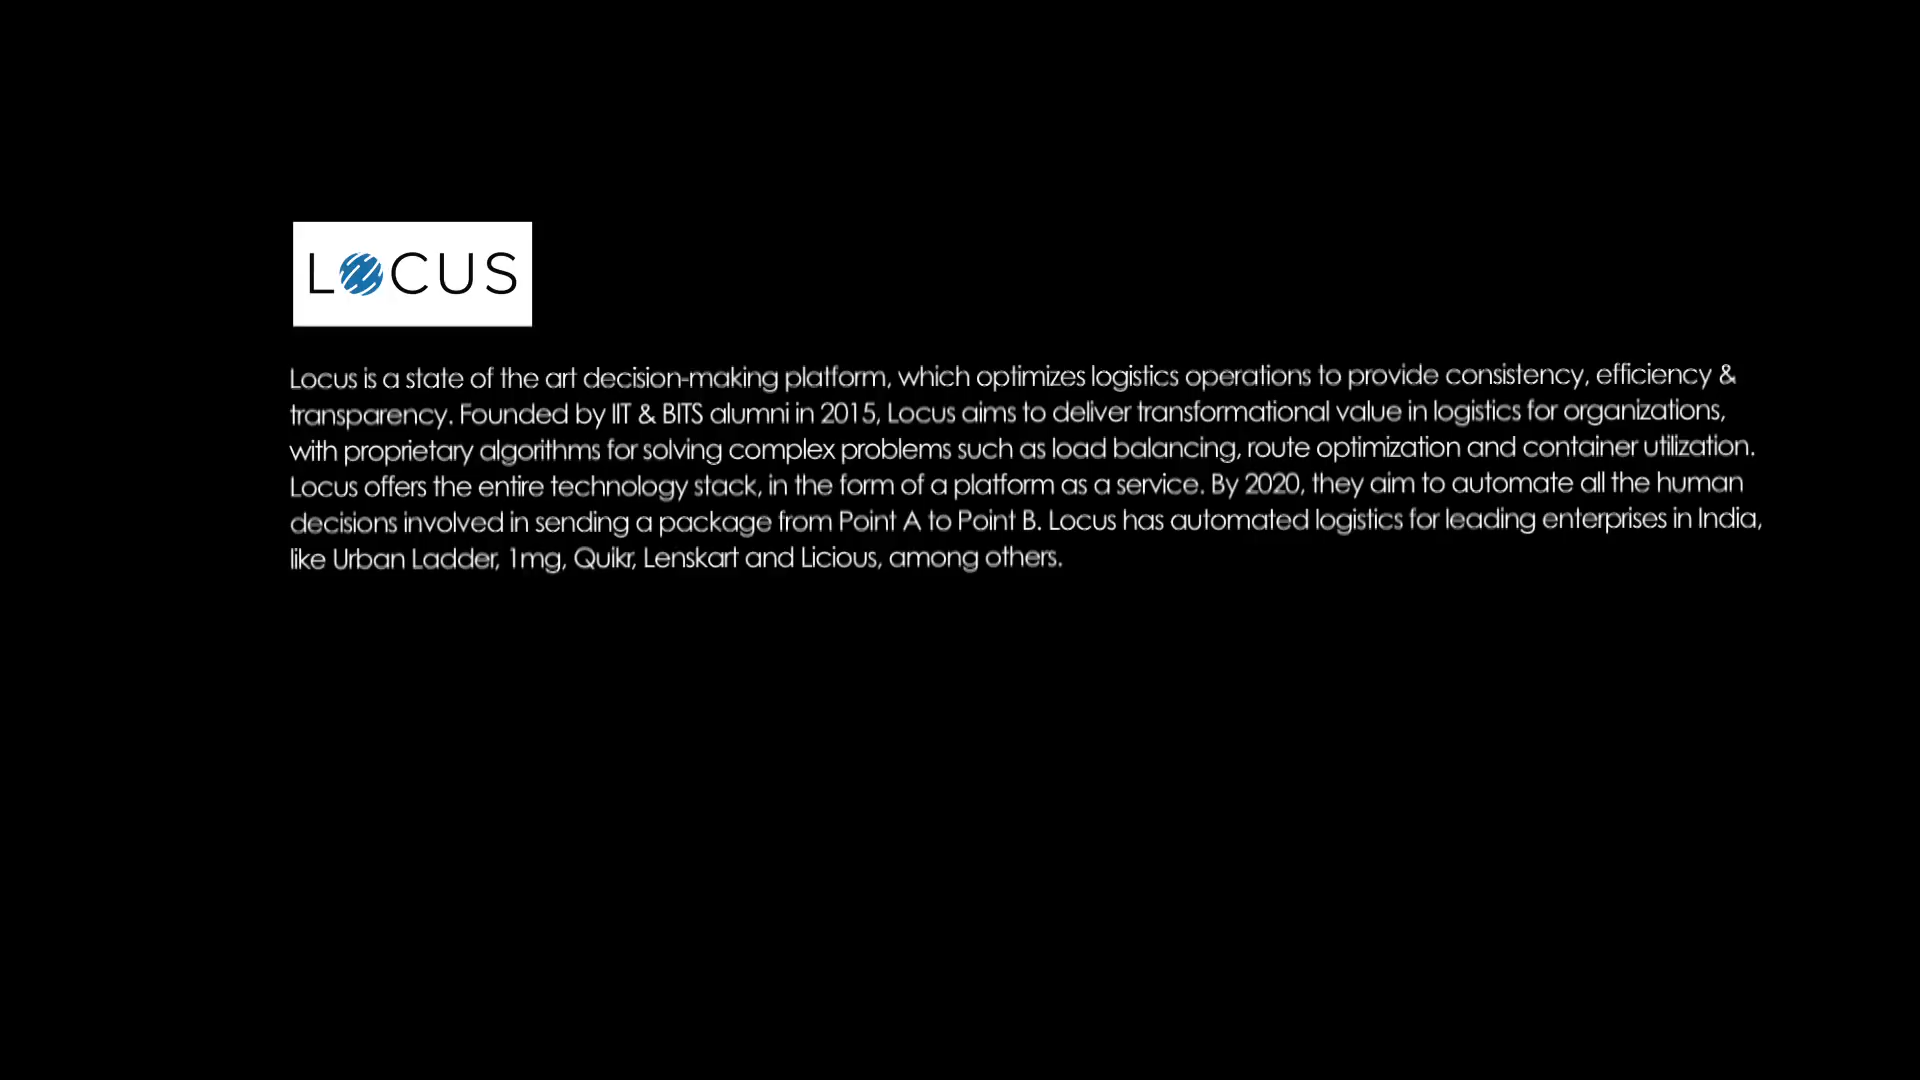 LOCUS
Locus is a state of the art decision-making platform, which optimizes logistics operations to provide consistency, efficiency &
transparency. Founded by IIT & BITS alumni in 2015, Locus aims to deliver transformational value in logistics for organizations,
with proprietary algorithms for solving complex problems such as load balancing, route optimization and container utilization.
Locus offers the entire technology stack, in the form of a platform as a service. By 2020, they aim to automate all the human
decisions involved in sending a package from Point A to Point B. Locus has automated logistics for leading enterprises in India,
like Urban Ladder, 1mg, Quikr, Lenskart and Licious, among others.